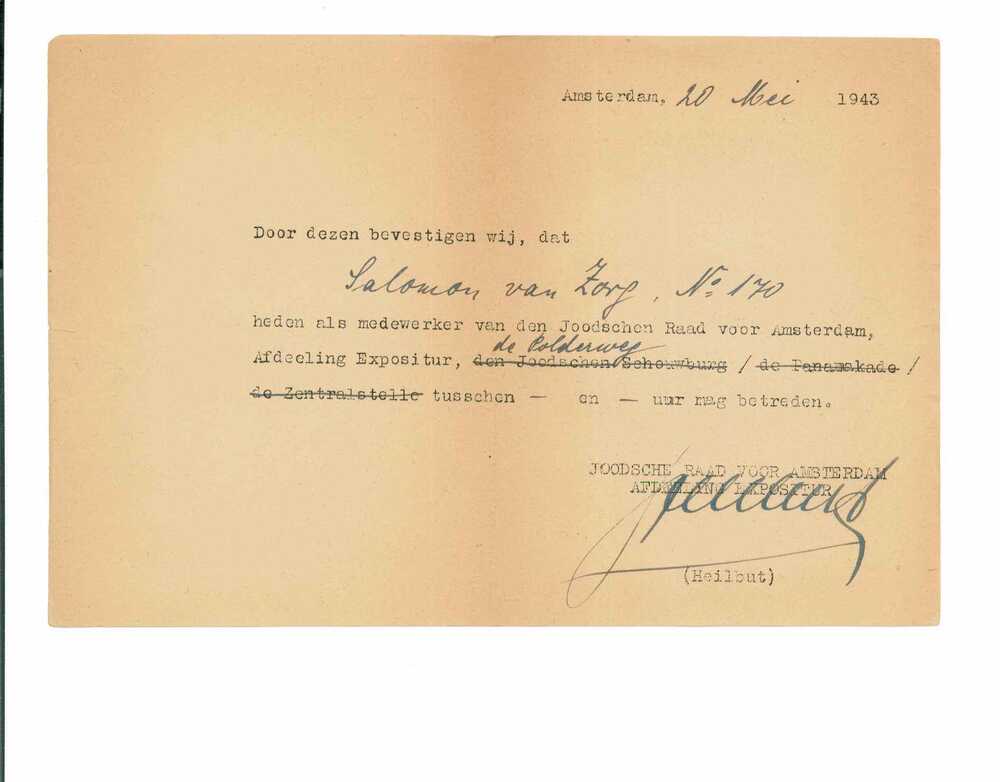 Amsterdam, 20 Mei 1943
Door dezen bevestigen wij, dat
Salomon van Zorg, No 170
heden als medewerker van den Joodschen Raad voor Amsterdam,
de Polderweg
Afdeeling Expositur, den Joodschen Schouwburg / de Panamakade /
de Zentralstelle tusschen — en — uur mag betreden.
JOODSCHE RAAD VOOR AMSTERDAM
AFDEELING EXPOSITUR
(Heilbut)